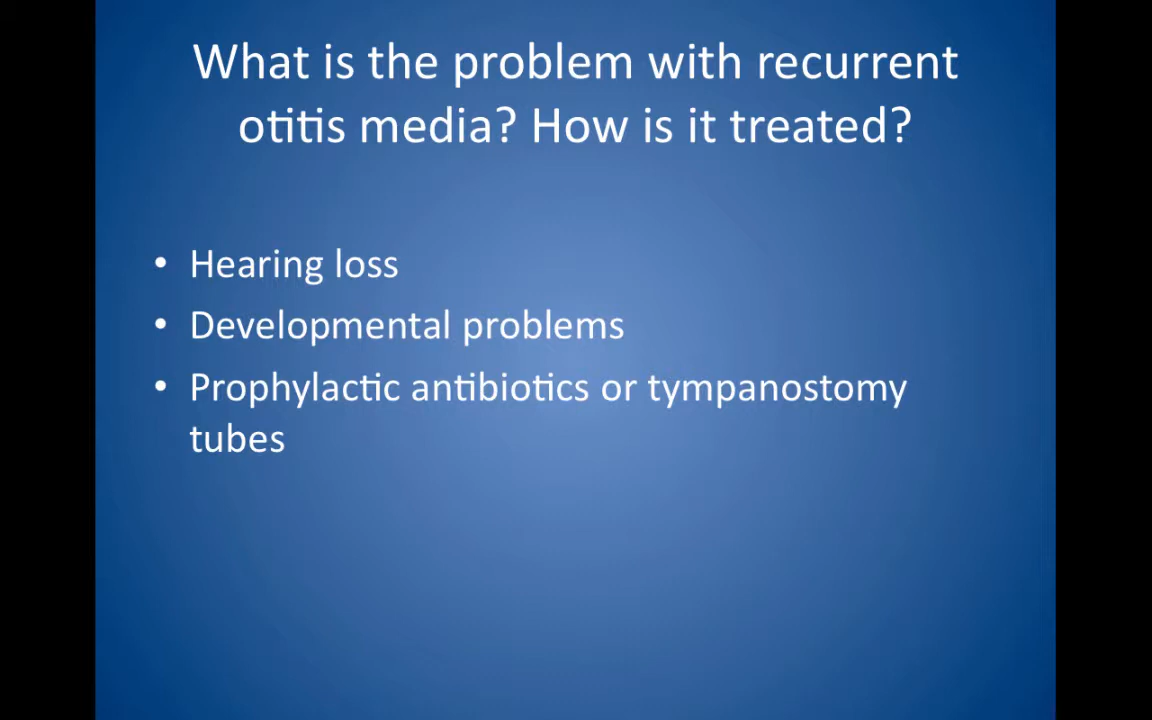 What is the problem with recurrent
otitis media? How is it treated?
• Hearing loss
• Developmental problems
• Prophylactic antibiotics or tympanostomy
tubes